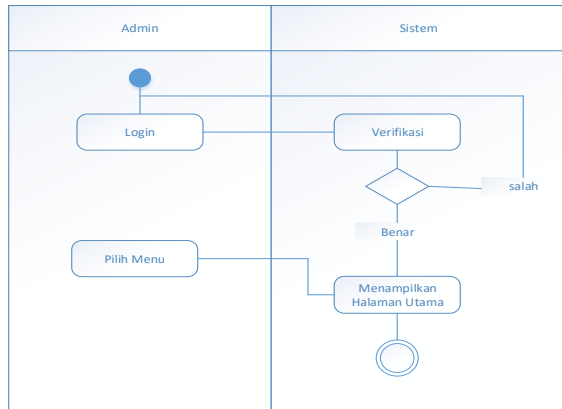 Admin
Sistem
Login
Verifikasi
salah
Benar
Pilih Menu
Menampilkan
Halaman Utama